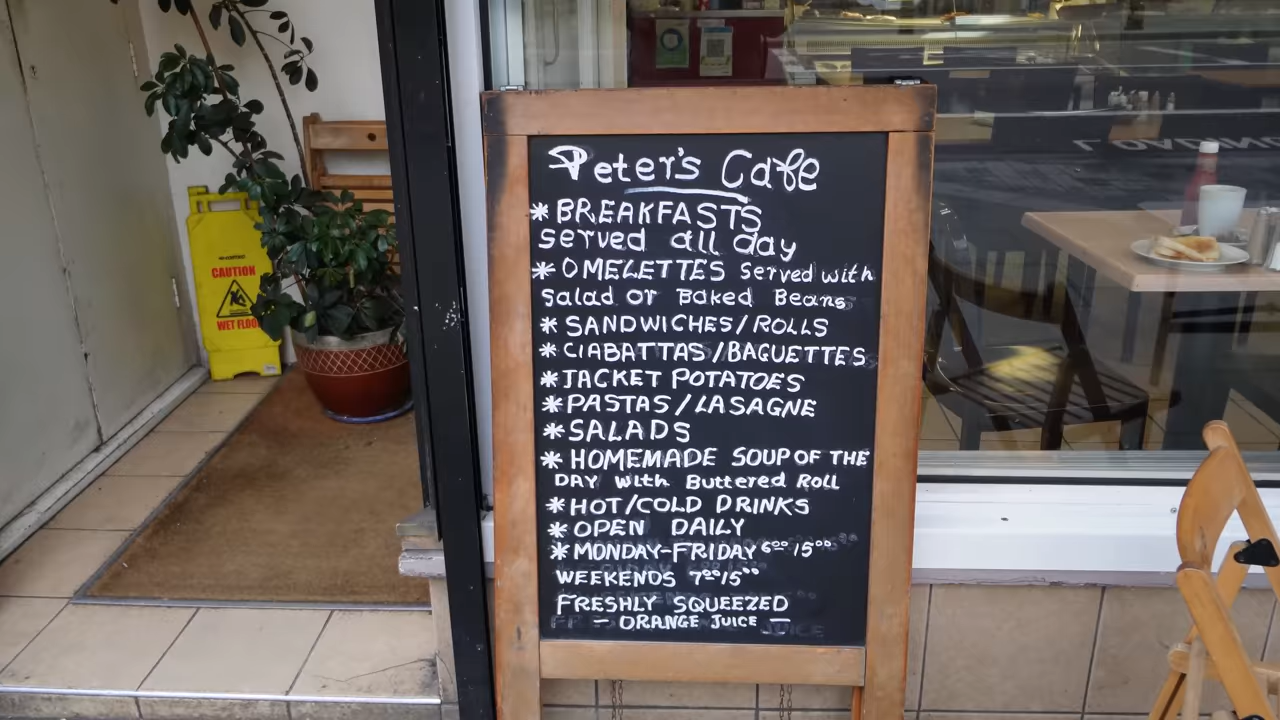 Peter's Cafe
* BREAKFASTS
served all day
* OMELETTES served with
salad or Baked Beans
* SANDWICHES/ROLLS
* CIABATTAS/BAGUETTES
* JACKET POTATOES
* PASTAS/LASAGNE
* SALADS
* HOMEMADE SOUP OF THE
DAY with Buttered Roll
* HOT/COLD DRINKS
* OPEN DAILY
* MONDAY-FRIDAY 6⁰⁰ 15⁰⁰
WEEKENDS 7⁰⁰ 15⁰⁰
FRESHLY SQUEEZED
- ORANGE JUICE -
CAUTION
WET FLOOR
LOADING